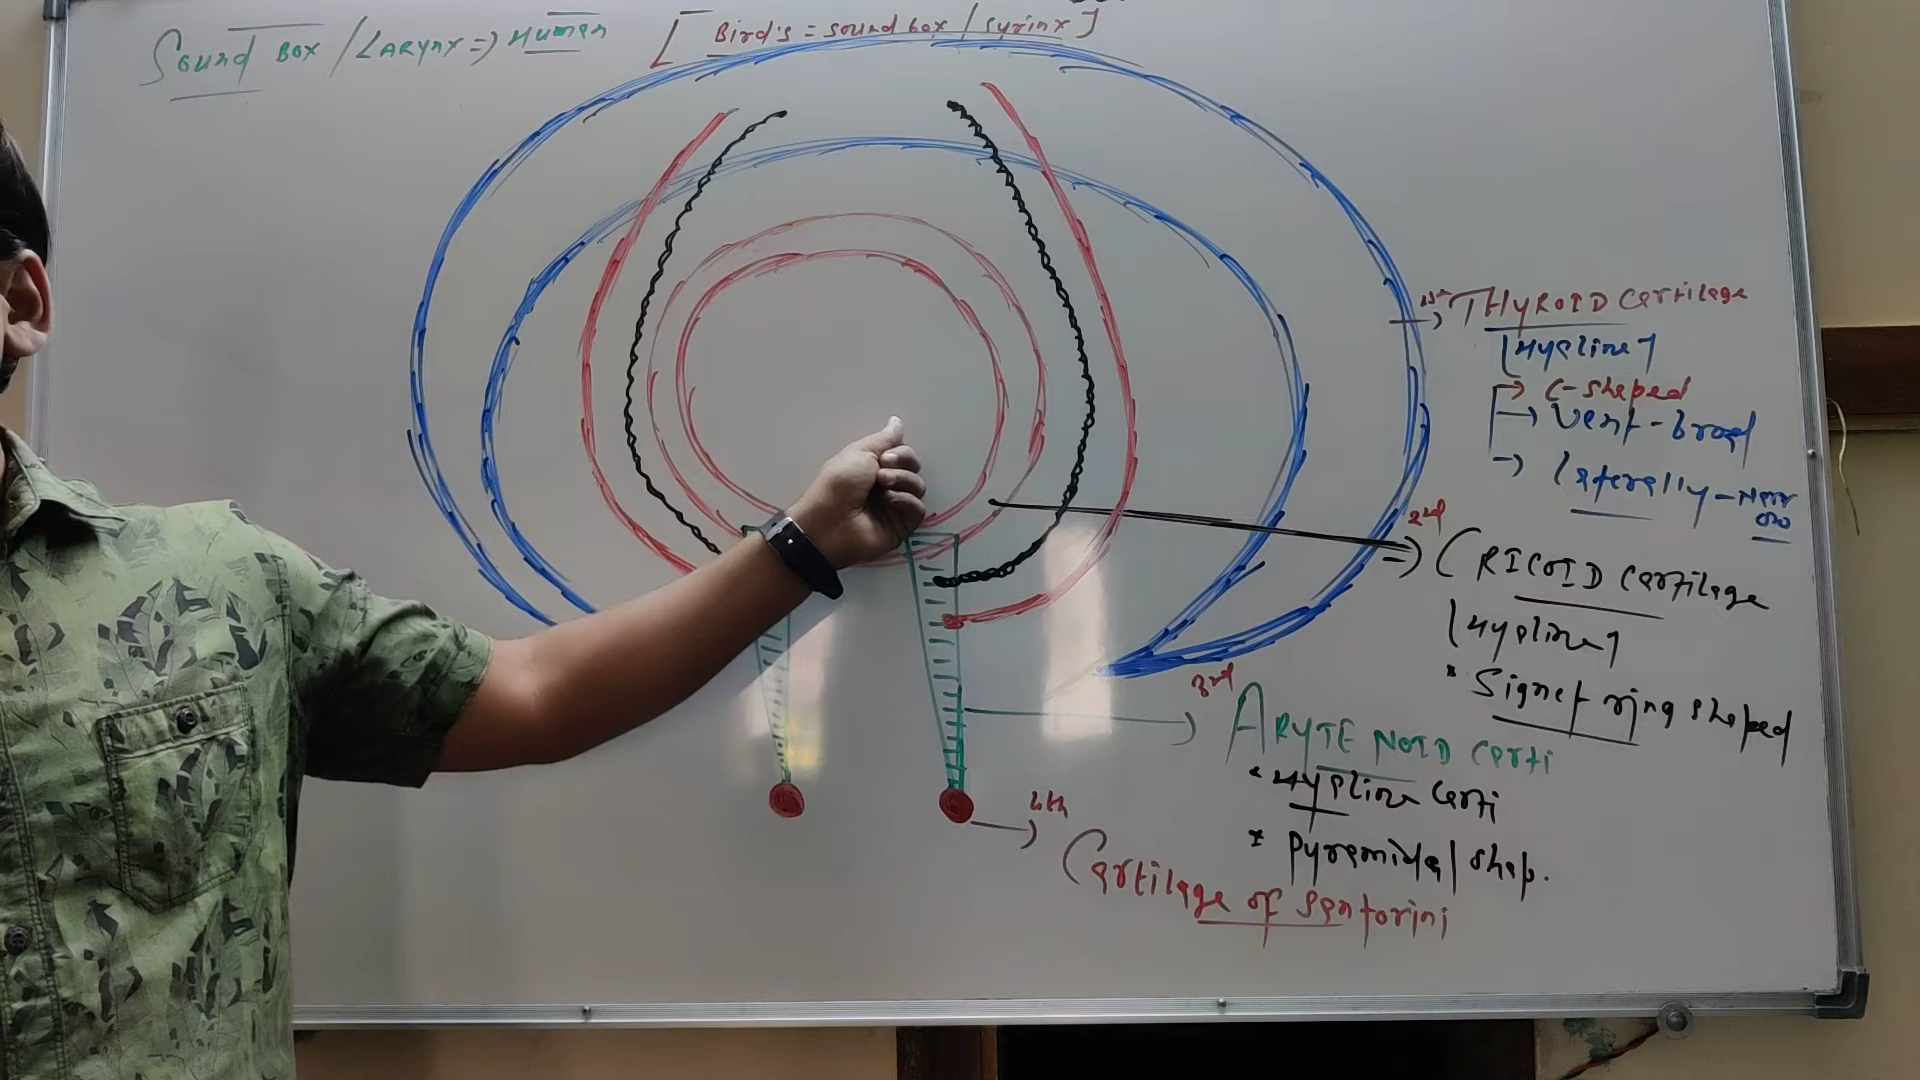 Sound BOX / LARYNX => Human [ Bird's = sound box / syrinx ]
1st THYROID Cartilage
[Hyaline]
→ C-shaped
→ Vent-broad
→ laterally-narrow
2nd
CRICOID Cartilage
[Hyaline]
* Signet ring shaped
3rd
ARYTENOID Carti
* Hyaline Carti
* Pyramidal shap.
4th
Cartilage of Santorini